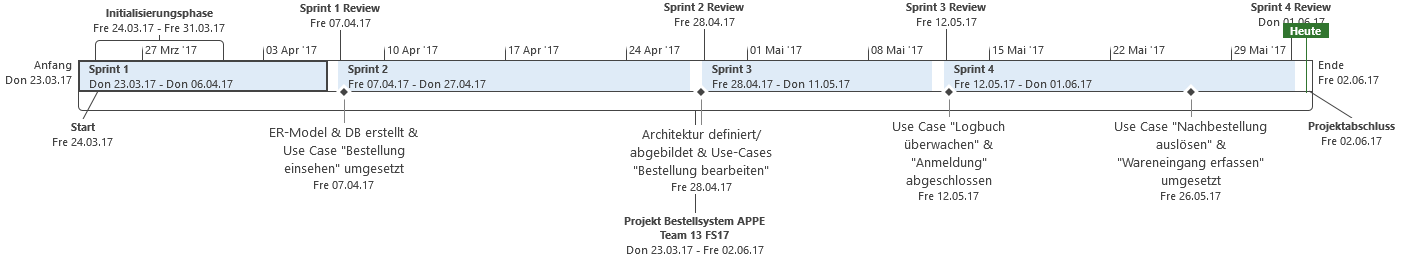 Initialisierungsphase
Fre 24.03.17 - Fre 31.03.17
Sprint 1 Review
Fre 07.04.17
Sprint 2 Review
Fre 28.04.17
Sprint 3 Review
Fre 12.05.17
Sprint 4 Review
Don 01.06.17
Heute
27 Mrz '17
03 Apr '17
10 Apr '17
17 Apr '17
24 Apr '17
01 Mai '17
08 Mai '17
15 Mai '17
22 Mai '17
29 Mai '17
Anfang
Don 23.03.17
Sprint 1
Don 23.03.17 - Don 06.04.17
Sprint 2
Fre 07.04.17 - Don 27.04.17
Sprint 3
Fre 28.04.17 - Don 11.05.17
Sprint 4
Fre 12.05.17 - Don 01.06.17
Ende
Fre 02.06.17
Start
Fre 24.03.17
ER-Model & DB erstellt &
Use Case "Bestellung
einsehen" umgesetzt
Fre 07.04.17
Architektur definiert/
abgebildet & Use-Cases
"Bestellung bearbeiten"
Fre 28.04.17
Use Case "Logbuch
überwachen" &
"Anmeldung"
abgeschlossen
Fre 12.05.17
Use Case "Nachbestellung
auslösen" &
"Wareneingang erfassen"
umgesetzt
Fre 26.05.17
Projektabschluss
Fre 02.06.17
Projekt Bestellsystem APPE
Team 13 FS17
Don 23.03.17 - Fre 02.06.17